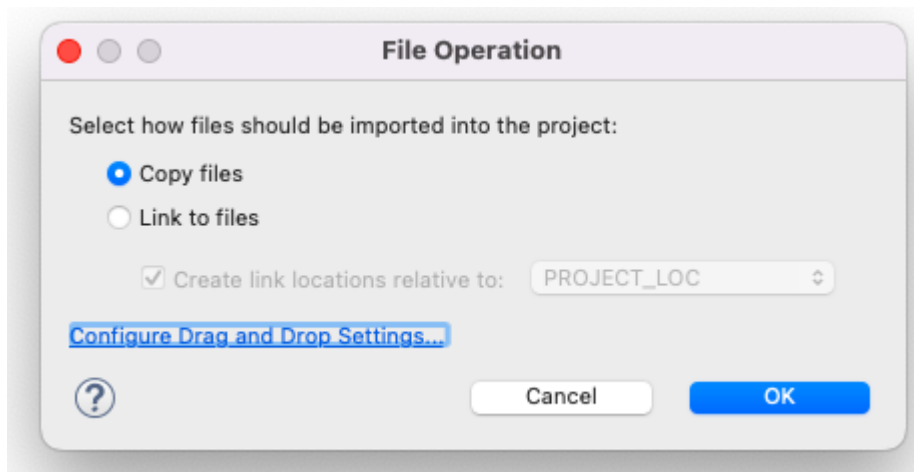 File Operation
Select how files should be imported into the project:
Copy files
Link to files
Create link locations relative to: PROJECT_LOC
Configure Drag and Drop Settings...
? Cancel OK